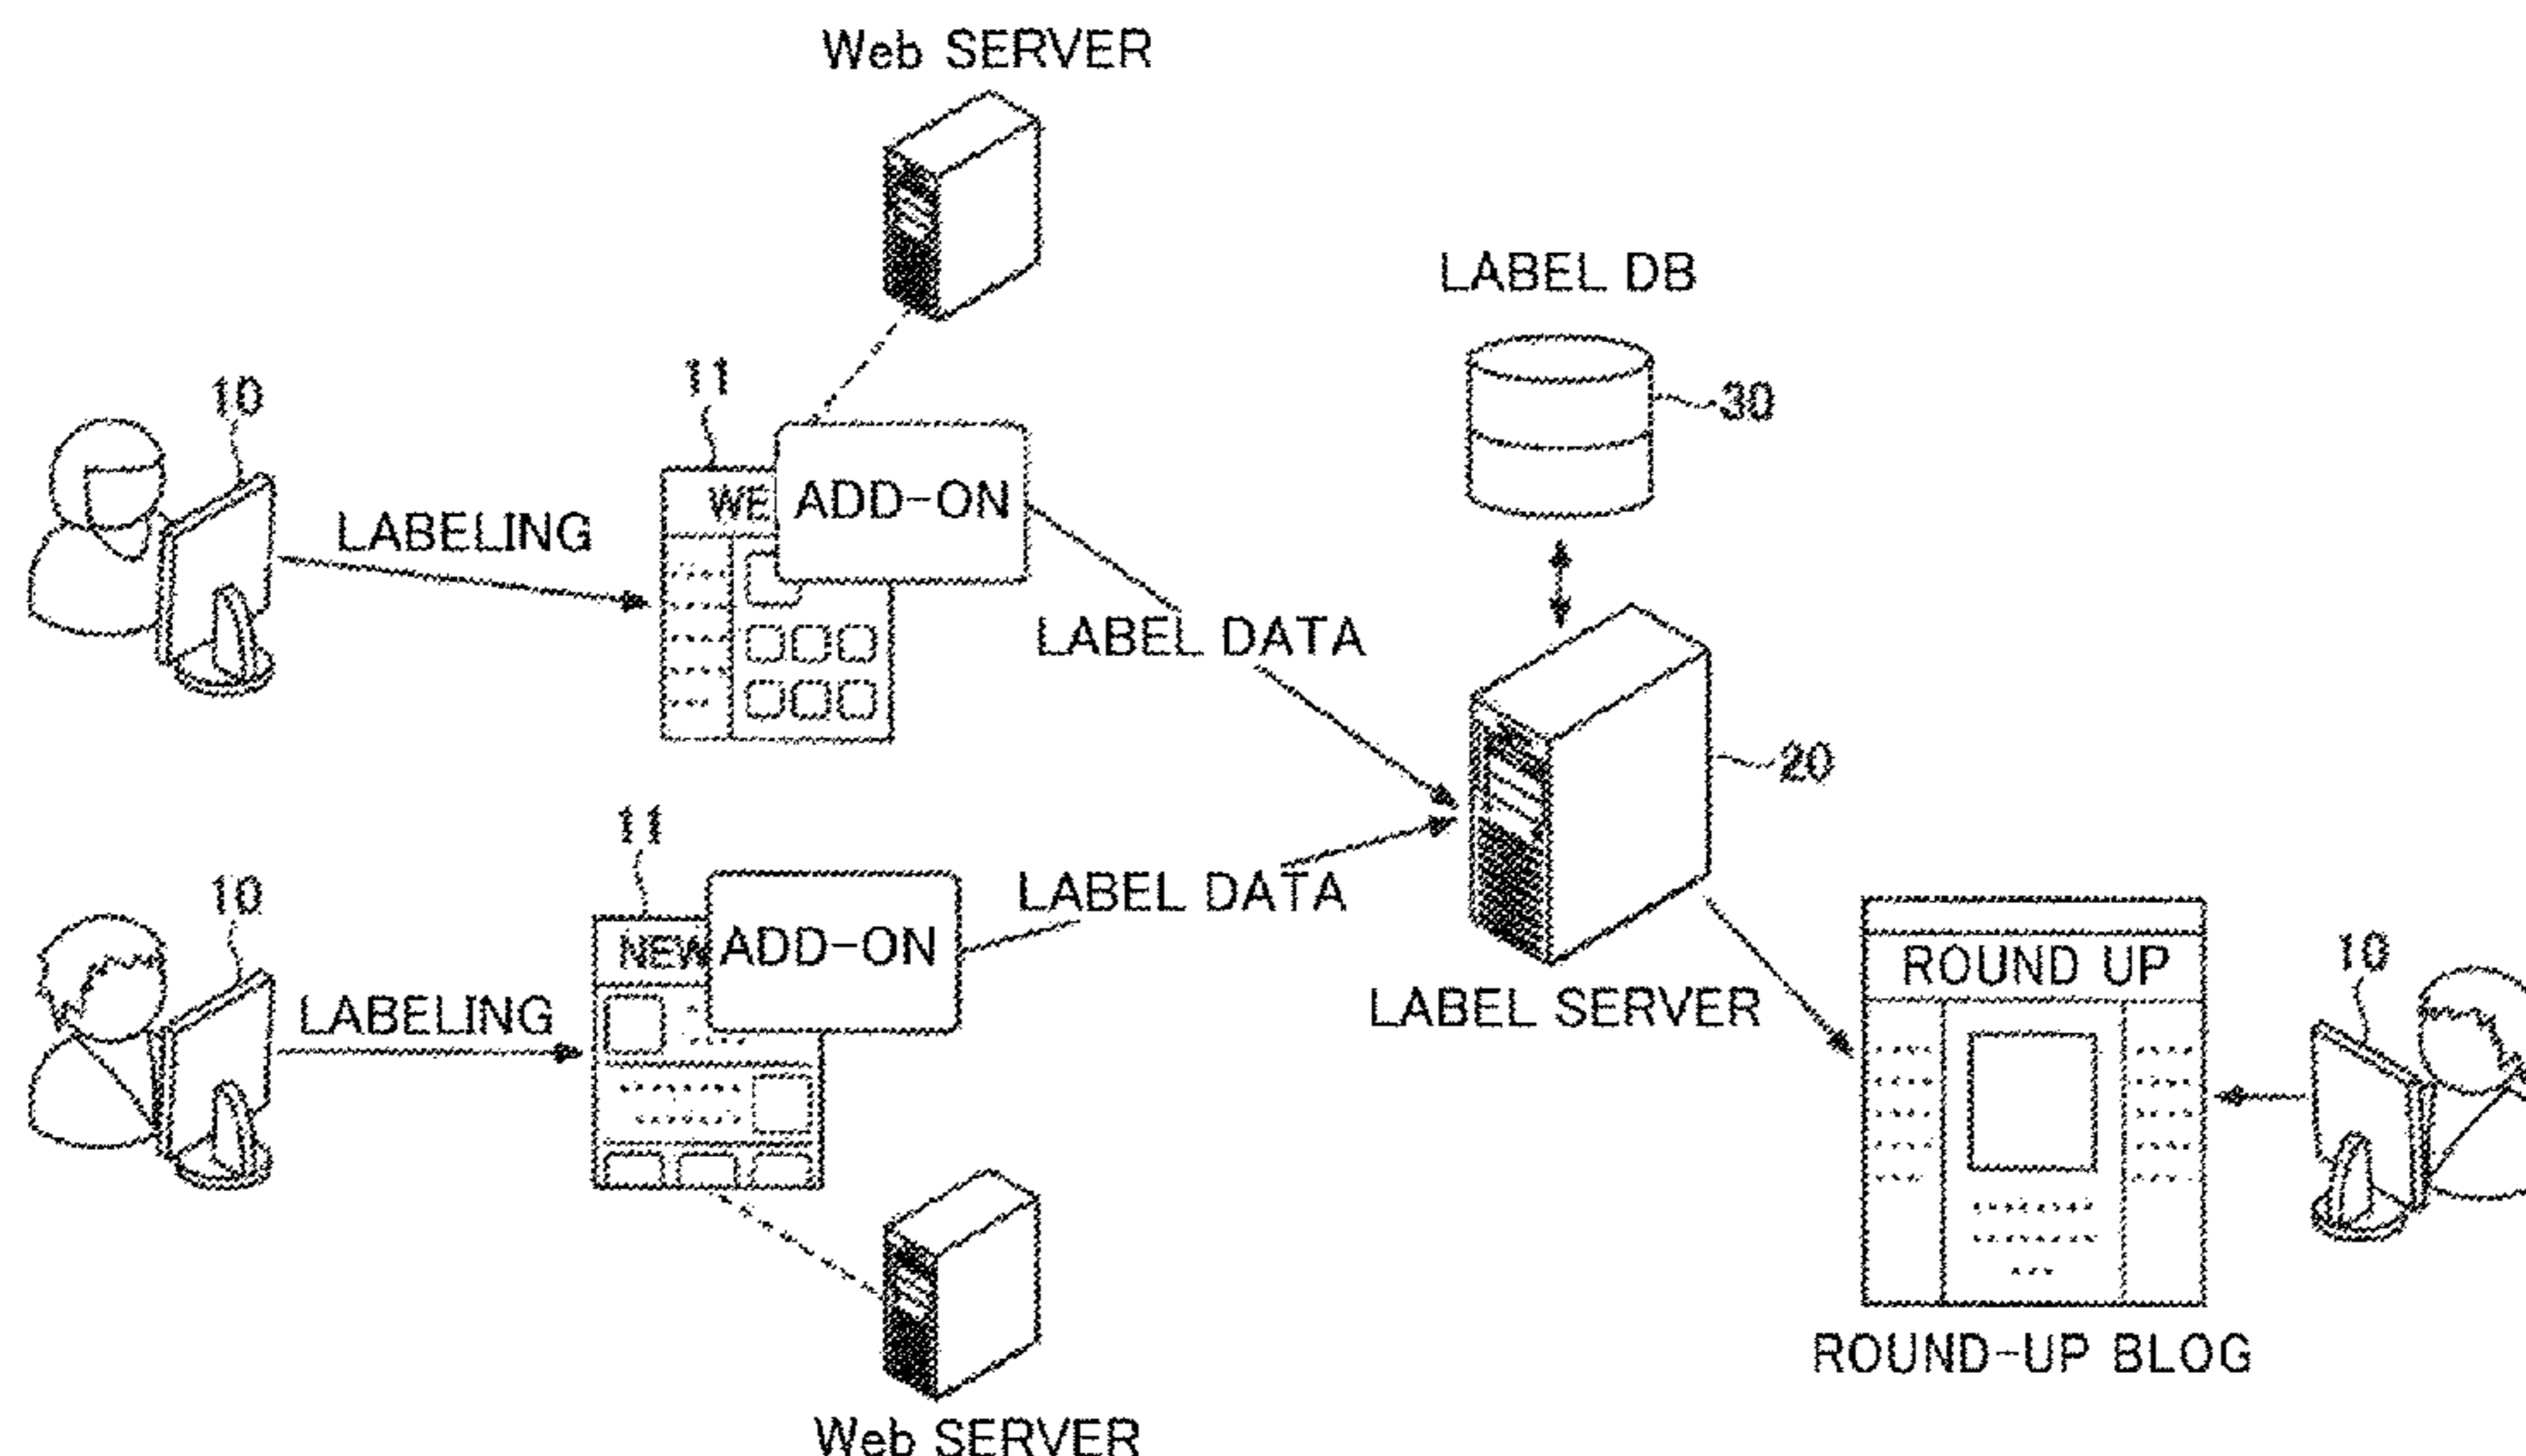 Web SERVER
LABEL DB
11
10
30
WE
ADD-ON
LABELING
LABEL DATA
20
11
10
LABEL DATA
NEW
ADD-ON
ROUND UP
10
LABELING
LABEL SERVER
ROUND-UP BLOG
Web SERVER